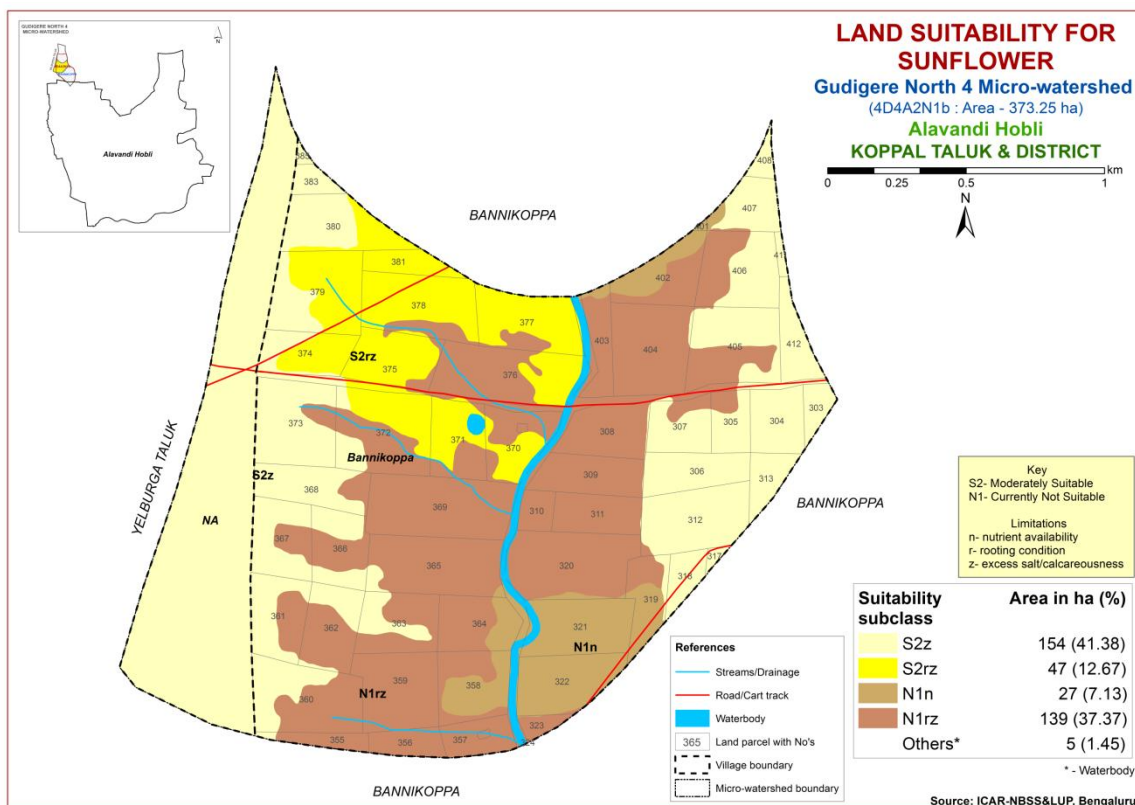 GUDIGERE NORTH 4
MICRO-WATERSHED
N
Alavandi Hobli
LAND SUITABILITY FOR
SUNFLOWER
Gudigere North 4 Micro-watershed
(4D4A2N1b : Area - 373.25 ha)
Alavandi Hobli
KOPPAL TALUK & DISTRICT
km
0 0.25 0.5 1
N
BANNIKOPPA
385
383
380
381
379
378
377
374
S2rz
375
376
408
407
401
402
406
411
403
404
405
412
373
372
371
370
Bannikoppa
308
307
305
304
303
YELBURGA TALUK
NA
S2z
368
369
309
306
313
310
311
312
BANNIKOPPA
367
366
365
320
317
318
319
361
362
363
364
321
N1n
359
358
322
360
N1rz
355
356
357
323
324
BANNIKOPPA
Key
S2- Moderately Suitable
N1- Currently Not Suitable
Limitations
n- nutrient availability
r- rooting condition
z- excess salt/calcareousness
Suitability subclass Area in ha (%)
S2z 154 (41.38)
S2rz 47 (12.67)
N1n 27 (7.13)
N1rz 139 (37.37)
Others* 5 (1.45)
* - Waterbody
References
Streams/Drainage
Road/Cart track
Waterbody
365 Land parcel with No's
Village boundary
Micro-watershed boundary
Source: ICAR-NBSS&LUP, Bengaluru